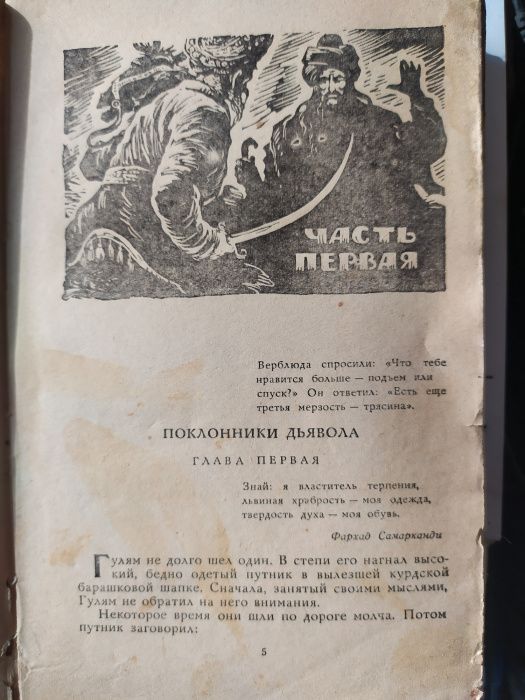 ЧАСТЬ
ПЕРВАЯ
Верблюда спросили: «Что тебе
нравится больше — подъем или
спуск?» Он ответил: «Есть еще
третья мерзость — трясина».
ПОКЛОННИКИ ДЬЯВОЛА
ГЛАВА ПЕРВАЯ
Знай: я властитель терпения,
львиная храбрость — моя одежда,
твердость духа — моя обувь.
Фархад Самарканди
Гулям не долго шел один. В степи его нагнал высо-
кий, бедно одетый путник в вылезшей курдской
барашковой шапке. Сначала, занятый своими мыслями,
Гулям не обратил на него внимания.
Некоторое время они шли по дороге молча. Потом
путник заговорил:
5